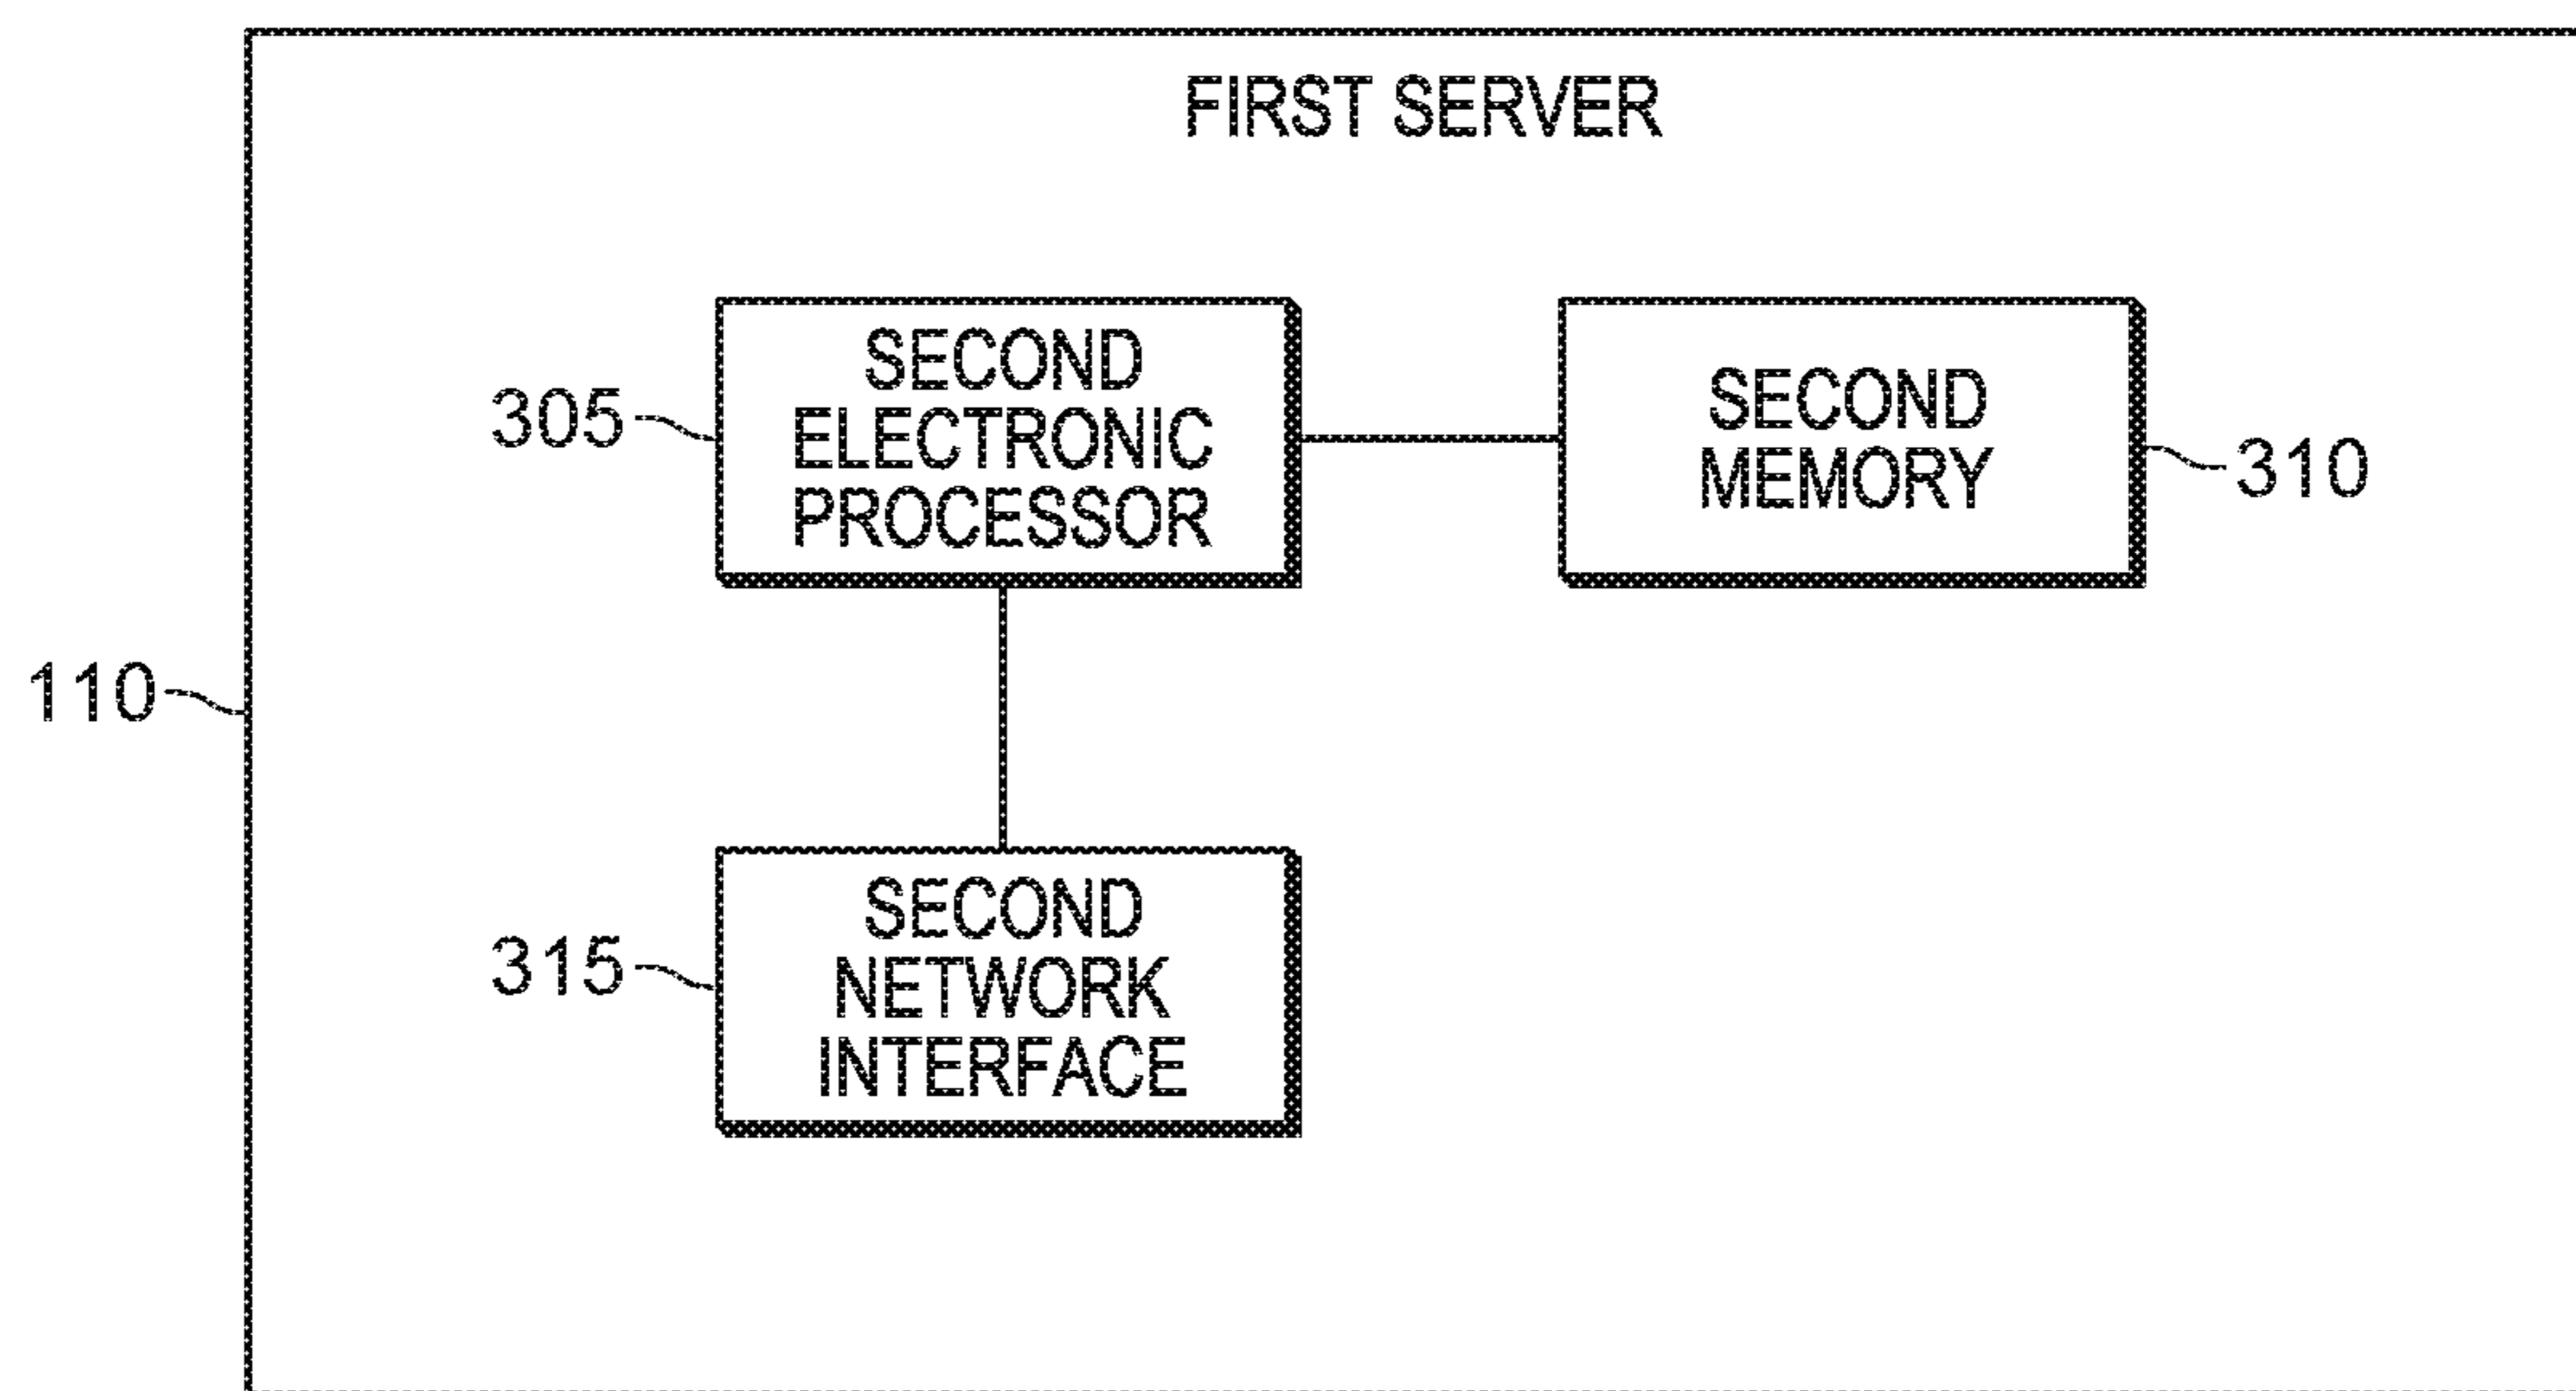 FIRST SERVER
305
SECOND
ELECTRONIC
PROCESSOR
SECOND
MEMORY
310
110
315
SECOND
NETWORK
INTERFACE